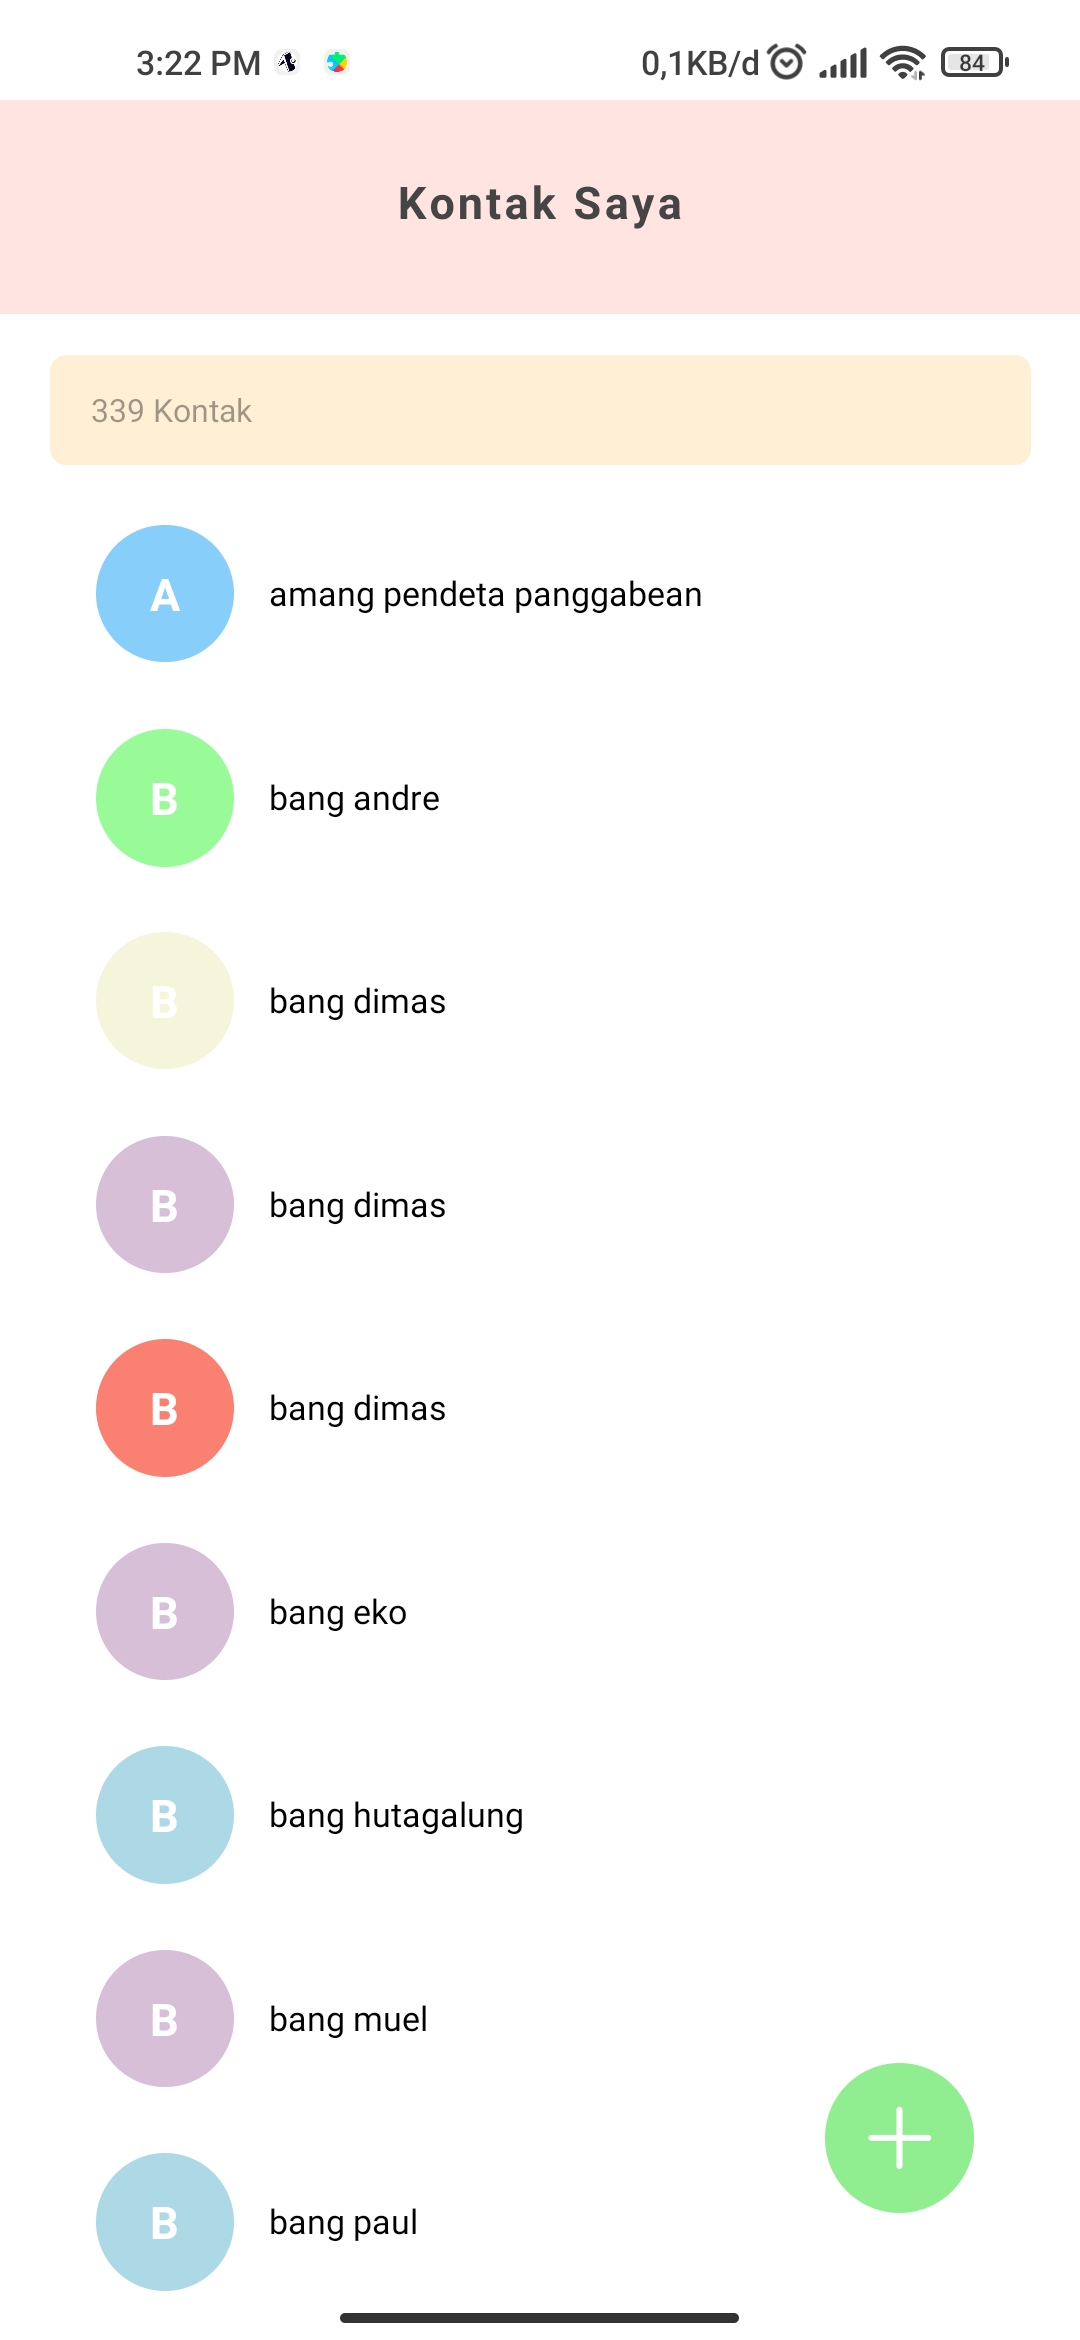 3:22 PM 0,1KB/d 84
Kontak Saya
339 Kontak
A amang pendeta panggabean
B bang andre
B bang dimas
B bang dimas
B bang dimas
B bang eko
B bang hutagalung
B bang muel
B bang paul